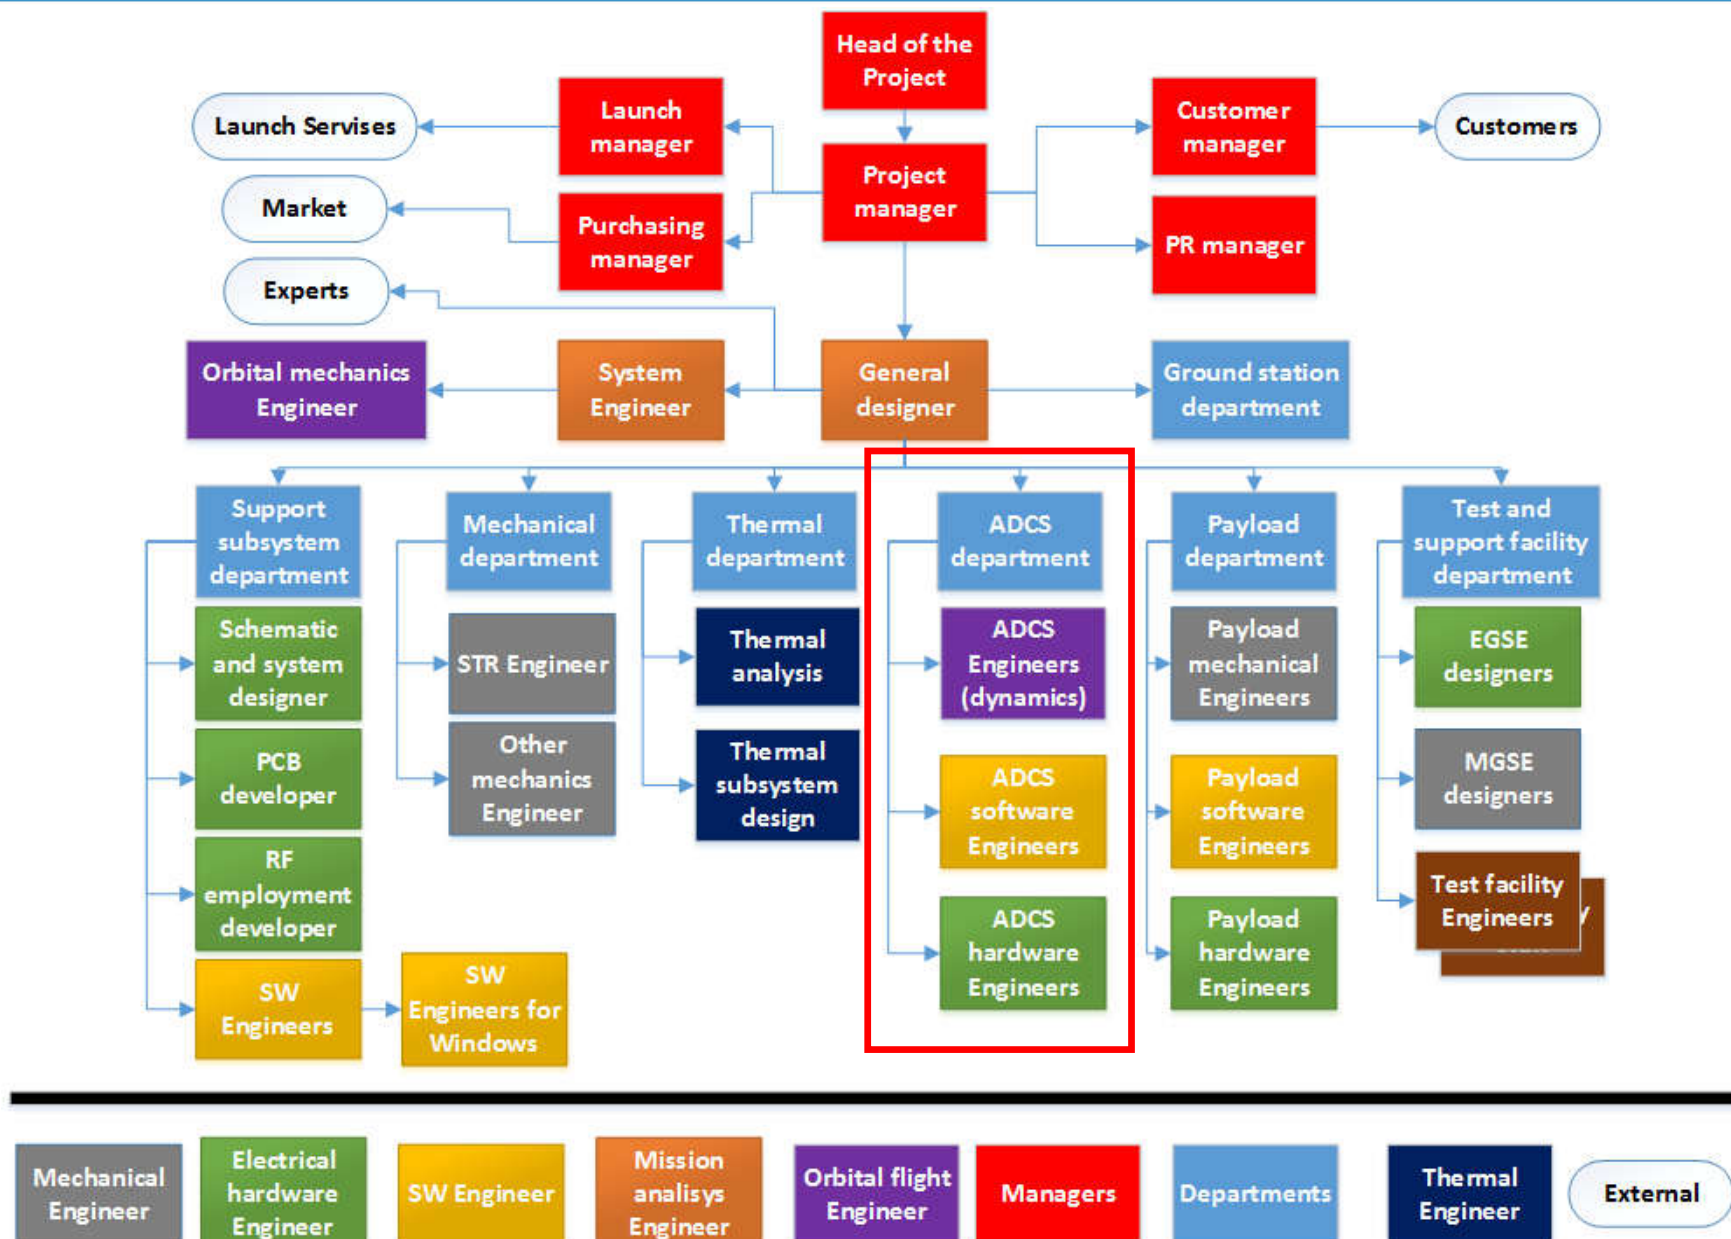 Head of the
Project
Launch Servises
Launch
manager
Customer
manager
Customers
Project
manager
Market
Purchasing
manager
PR manager
Experts
Orbital mechanics
Engineer
System
Engineer
General
designer
Ground station
department
Support
subsystem
department
Mechanical
department
Thermal
department
ADCS
department
Payload
department
Test and
support facility
department
Schematic
and system
designer
STR Engineer
Thermal
analysis
ADCS
Engineers
(dynamics)
Payload
mechanical
Engineers
EGSE
designers
PCB
developer
Other
mechanics
Engineer
Thermal
subsystem
design
ADCS
software
Engineers
Payload
software
Engineers
MGSE
designers
RF
employment
developer
ADCS
hardware
Engineers
Payload
hardware
Engineers
Test facility
Engineers
SW
Engineers
SW
Engineers for
Windows
Mechanical
Engineer
Electrical
hardware
Engineer
SW Engineer
Mission
analisys
Engineer
Orbital flight
Engineer
Managers
Departments
Thermal
Engineer
External